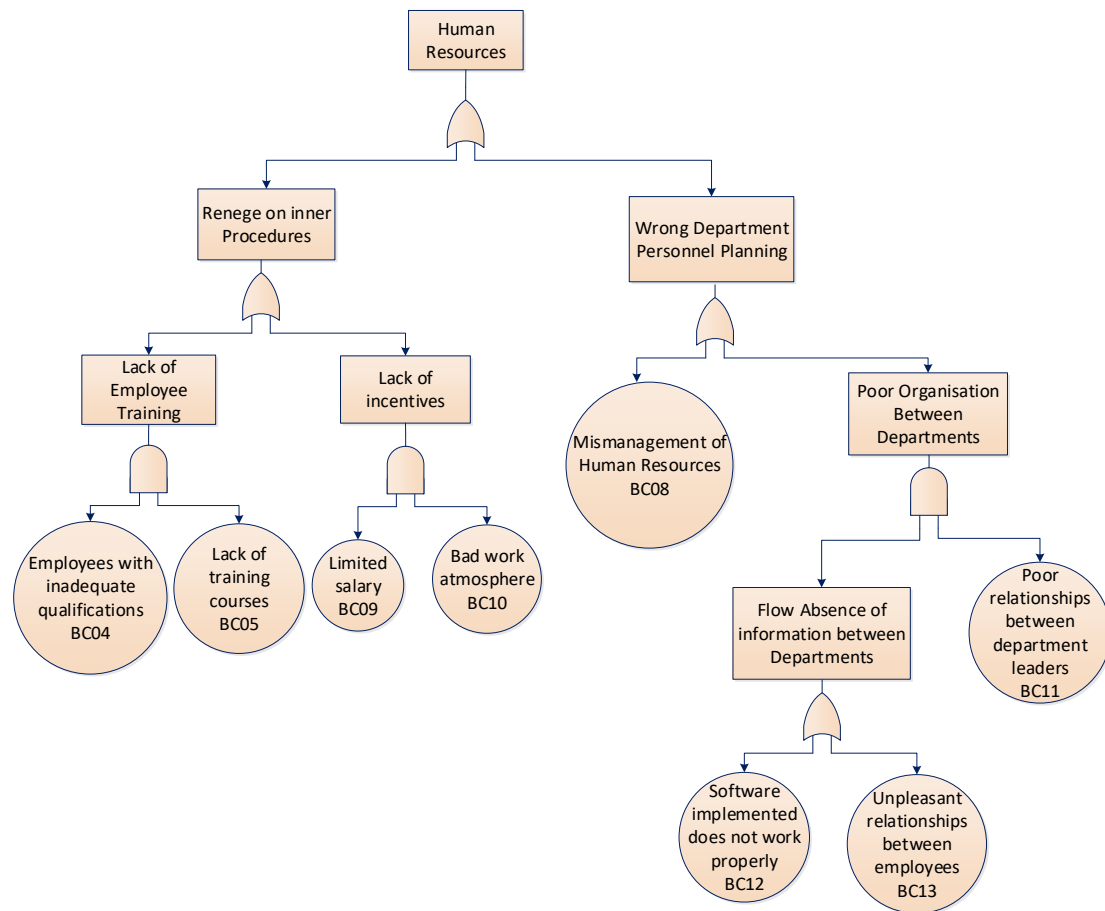 Human
Resources
Renege on inner
Procedures
Wrong Department
Personnel Planning
Lack of
Employee
Training
Lack of
incentives
Mismanagement of
Human Resources
BC08
Poor Organisation
Between
Departments
Employees with
inadequate
qualifications
BC04
Lack of
training
courses
BC05
Limited
salary
BC09
Bad work
atmosphere
BC10
Flow Absence of
information between
Departments
Poor
relationships
between
department
leaders
BC11
Software
implemented
does not work
properly
BC12
Unpleasant
relationships
between
employees
BC13